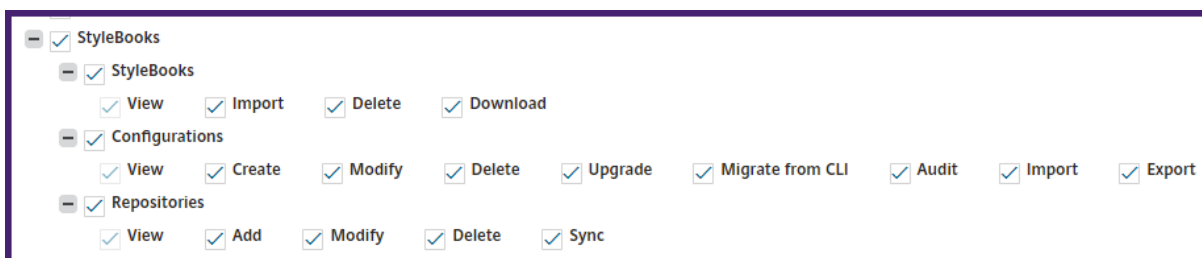 StyleBooks
StyleBooks
View Import Delete Download
Configurations
View Create Modify Delete Upgrade Migrate from CLI Audit Import Export
Repositories
View Add Modify Delete Sync